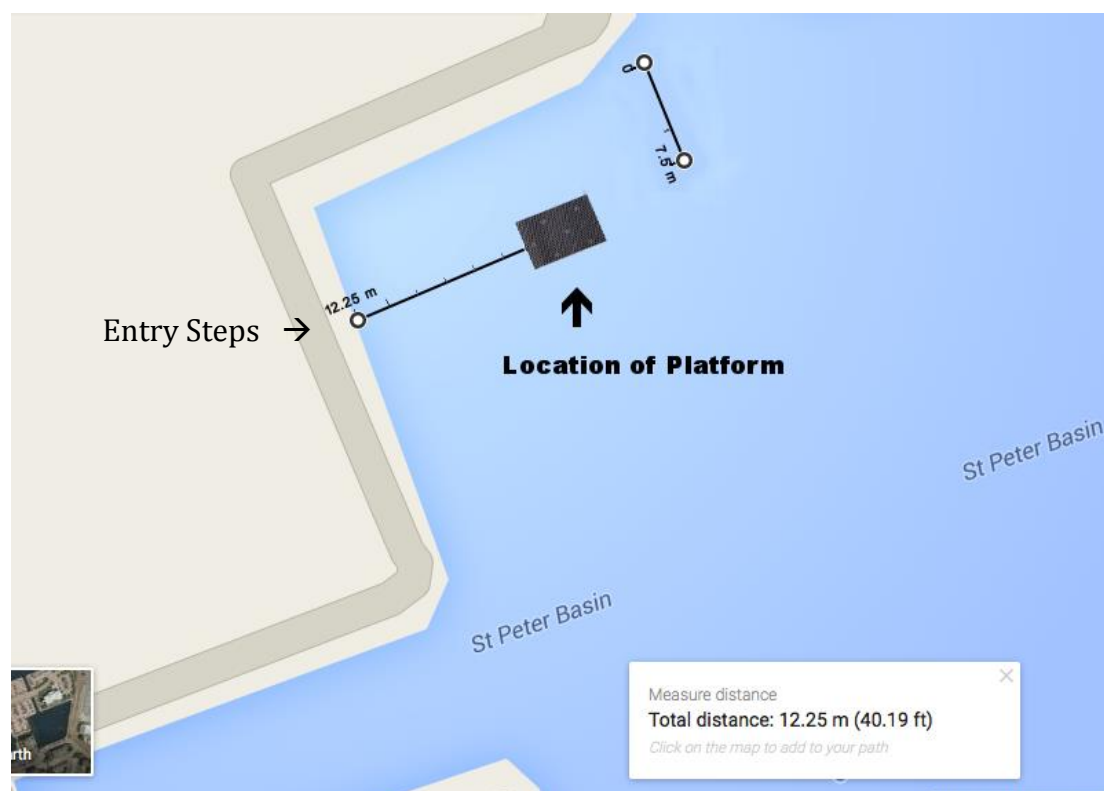 0
7.5 m
12.25 m
Entry Steps →
Location of Platform
St Peter Basin
St Peter Basin
rth
Measure distance
Total distance: 12.25 m (40.19 ft)
Click on the map to add to your path